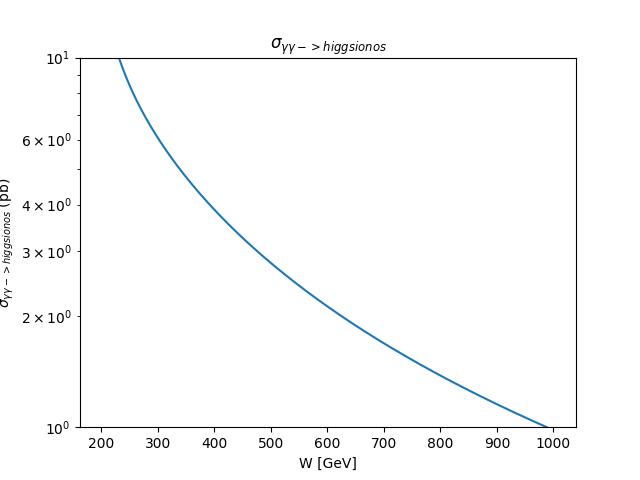 σγγ−>higgsionos
10¹
6 × 10⁰
4 × 10⁰
3 × 10⁰
2 × 10⁰
10⁰
σγγ−>higgsionos (pb)
200 300 400 500 600 700 800 900 1000
W [GeV]